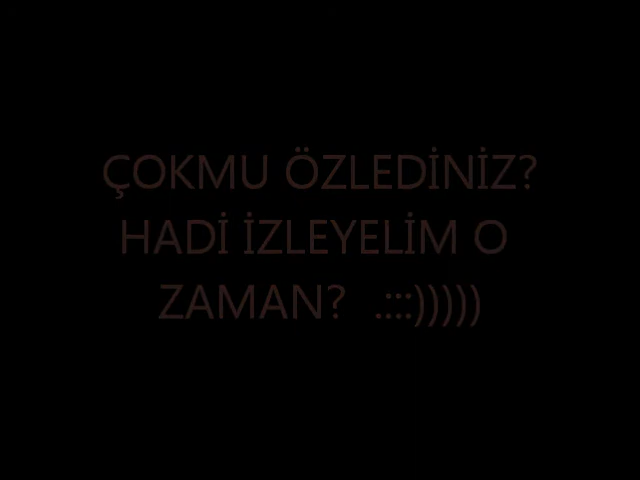 ÇOKMU ÖZLEDİNİZ?
HADİ İZLEYELİM O
ZAMAN? .::::)))))